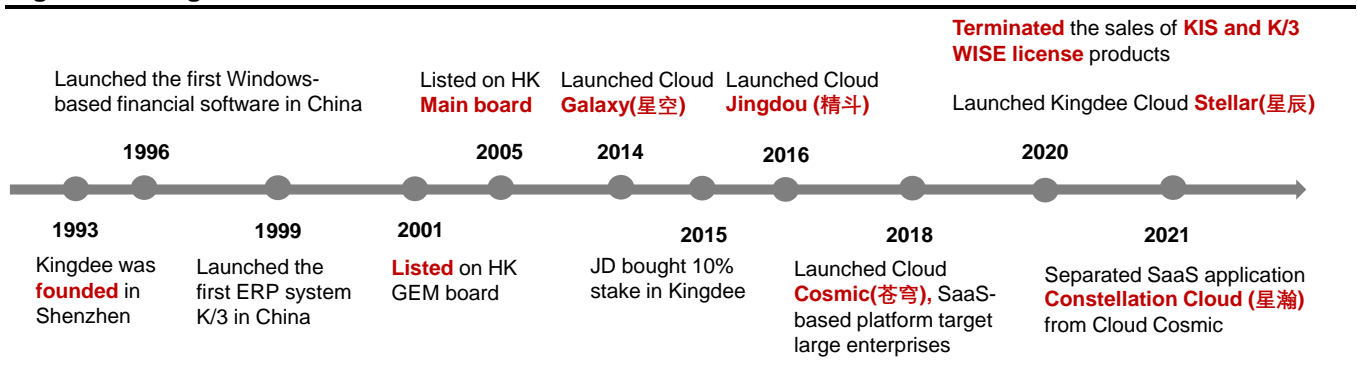 Terminated the sales of KIS and K/3
WISE license products
Launched Kingdee Cloud Stellar(星辰)
Launched the first Windows-
based financial software in China
Listed on HK
Main board
Launched Cloud
Galaxy(星空)
Launched Cloud
Jingdou (精斗)
1996
2005
2014
2016
2020
1993
Kingdee was
founded in
Shenzhen
1999
Launched the
first ERP system
K/3 in China
2001
Listed on HK
GEM board
2015
JD bought 10%
stake in Kingdee
2018
Launched Cloud
Cosmic(苍穹), SaaS-
based platform target
large enterprises
2021
Separated SaaS application
Constellation Cloud (星瀚)
from Cloud Cosmic